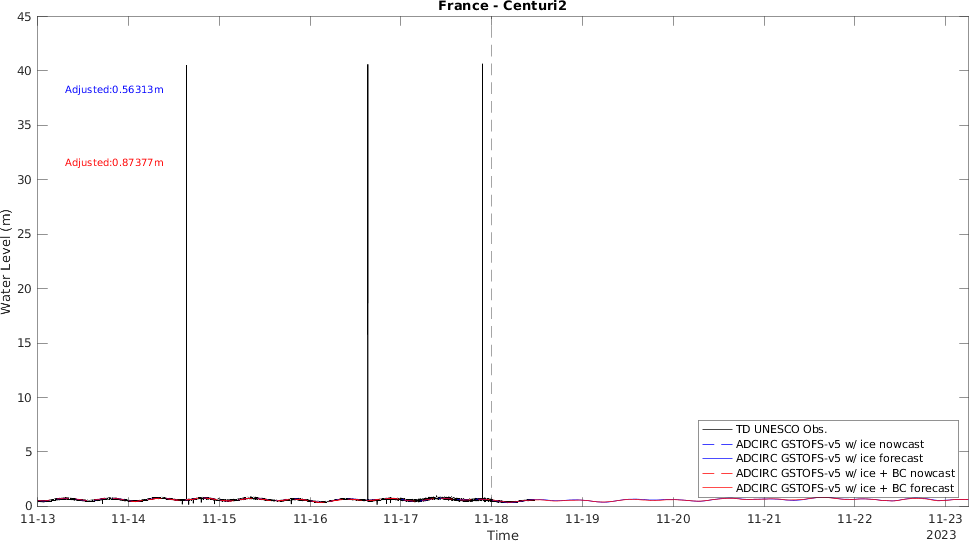 France - Centuri2
45
40
35
30
25
20
15
10
5
0
Water Level (m)
Adjusted:0.56313m
Adjusted:0.87377m
TD UNESCO Obs.
ADCIRC GSTOFS-v5 w/ ice nowcast
ADCIRC GSTOFS-v5 w/ ice forecast
ADCIRC GSTOFS-v5 w/ ice + BC nowcast
ADCIRC GSTOFS-v5 w/ ice + BC forecast
11-13 11-14 11-15 11-16 11-17 11-18 11-19 11-20 11-21 11-22 11-23
Time
2023